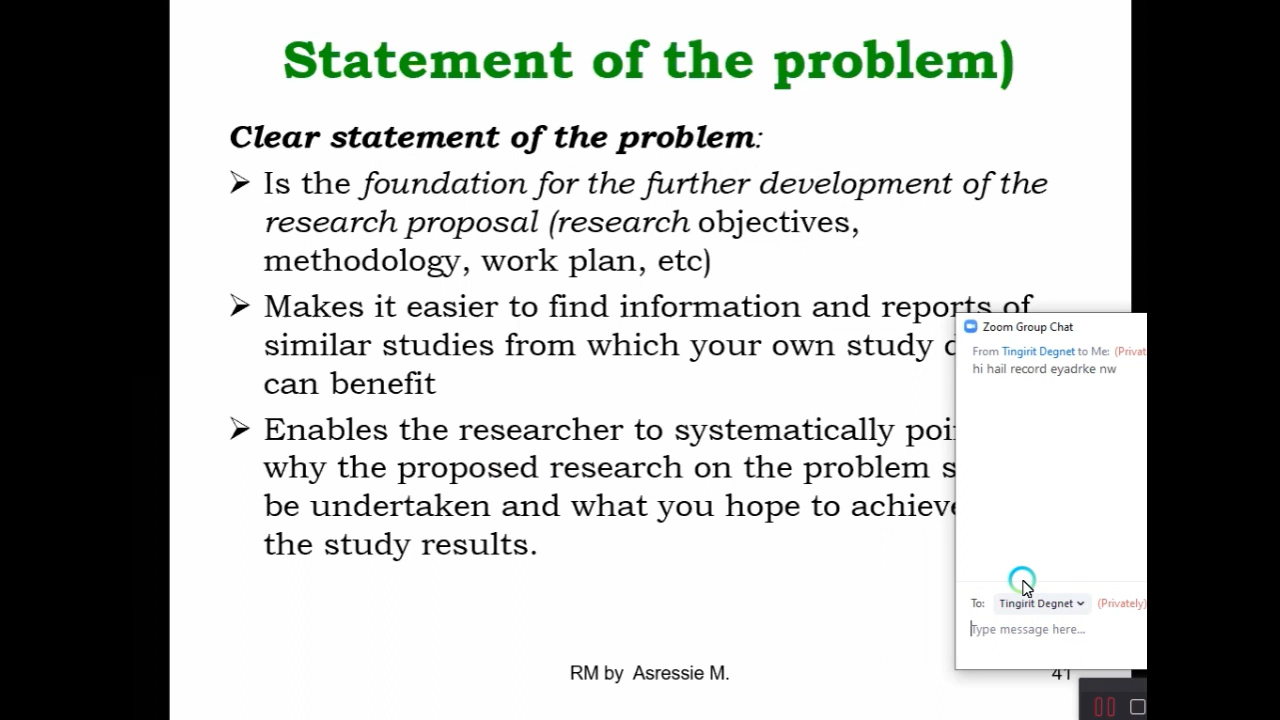 Statement of the problem)
Clear statement of the problem:
➢ Is the foundation for the further development of the
research proposal (research objectives,
methodology, work plan, etc)
➢ Makes it easier to find information and reports of
similar studies from which your own study
can benefit
➢ Enables the researcher to systematically
why the proposed research on the problem
be undertaken and what you hope to achieve
the study results.
RM by Asressie M.
41
Zoom Group Chat
From Tingirit Degnet to Me: (Privat
hi hail record eyadrke nw
To: Tingirit Degnet (Privately)
Type message here...